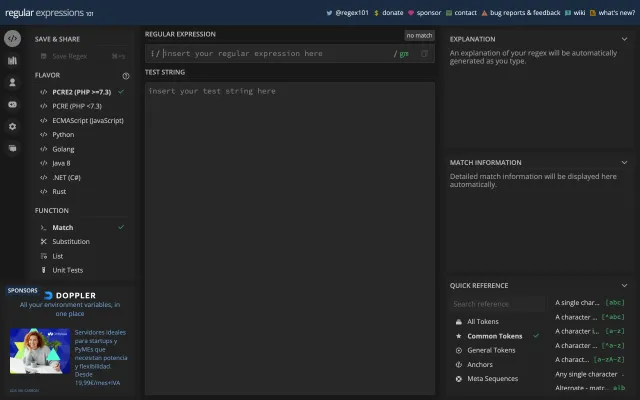 regular expressions 101
@regex101
donate
sponsor
contact
bug reports & feedback
wiki
what's new?
SAVE & SHARE
Save Regex
⌘+s
FLAVOR
PCRE2 (PHP >=7.3)
PCRE (PHP <7.3)
ECMAScript (JavaScript)
Python
Golang
Java 8
.NET (C#)
Rust
FUNCTION
Match
Substitution
List
Unit Tests
SPONSORS
DOPPLER
All your environment variables, in
one place
Servidores ideales
para startups y
PyMEs que
necesitan potencia
y flexibilidad.
Desde
19,99€/mes+IVA
REGULAR EXPRESSION
no match
/ insert your regular expression here / gm
TEST STRING
insert your test string here
EXPLANATION
An explanation of your regex will be automatically
generated as you type.
MATCH INFORMATION
Detailed match information will be displayed here
automatically.
QUICK REFERENCE
Search reference
All Tokens
Common Tokens
General Tokens
Anchors
Meta Sequences
A single char... [abc]
A character ... [^abc]
A character i... [a-z]
A character ... [^a-z]
A charact... [a-zA-Z]
Any single character .
Alternate - matr... a|b